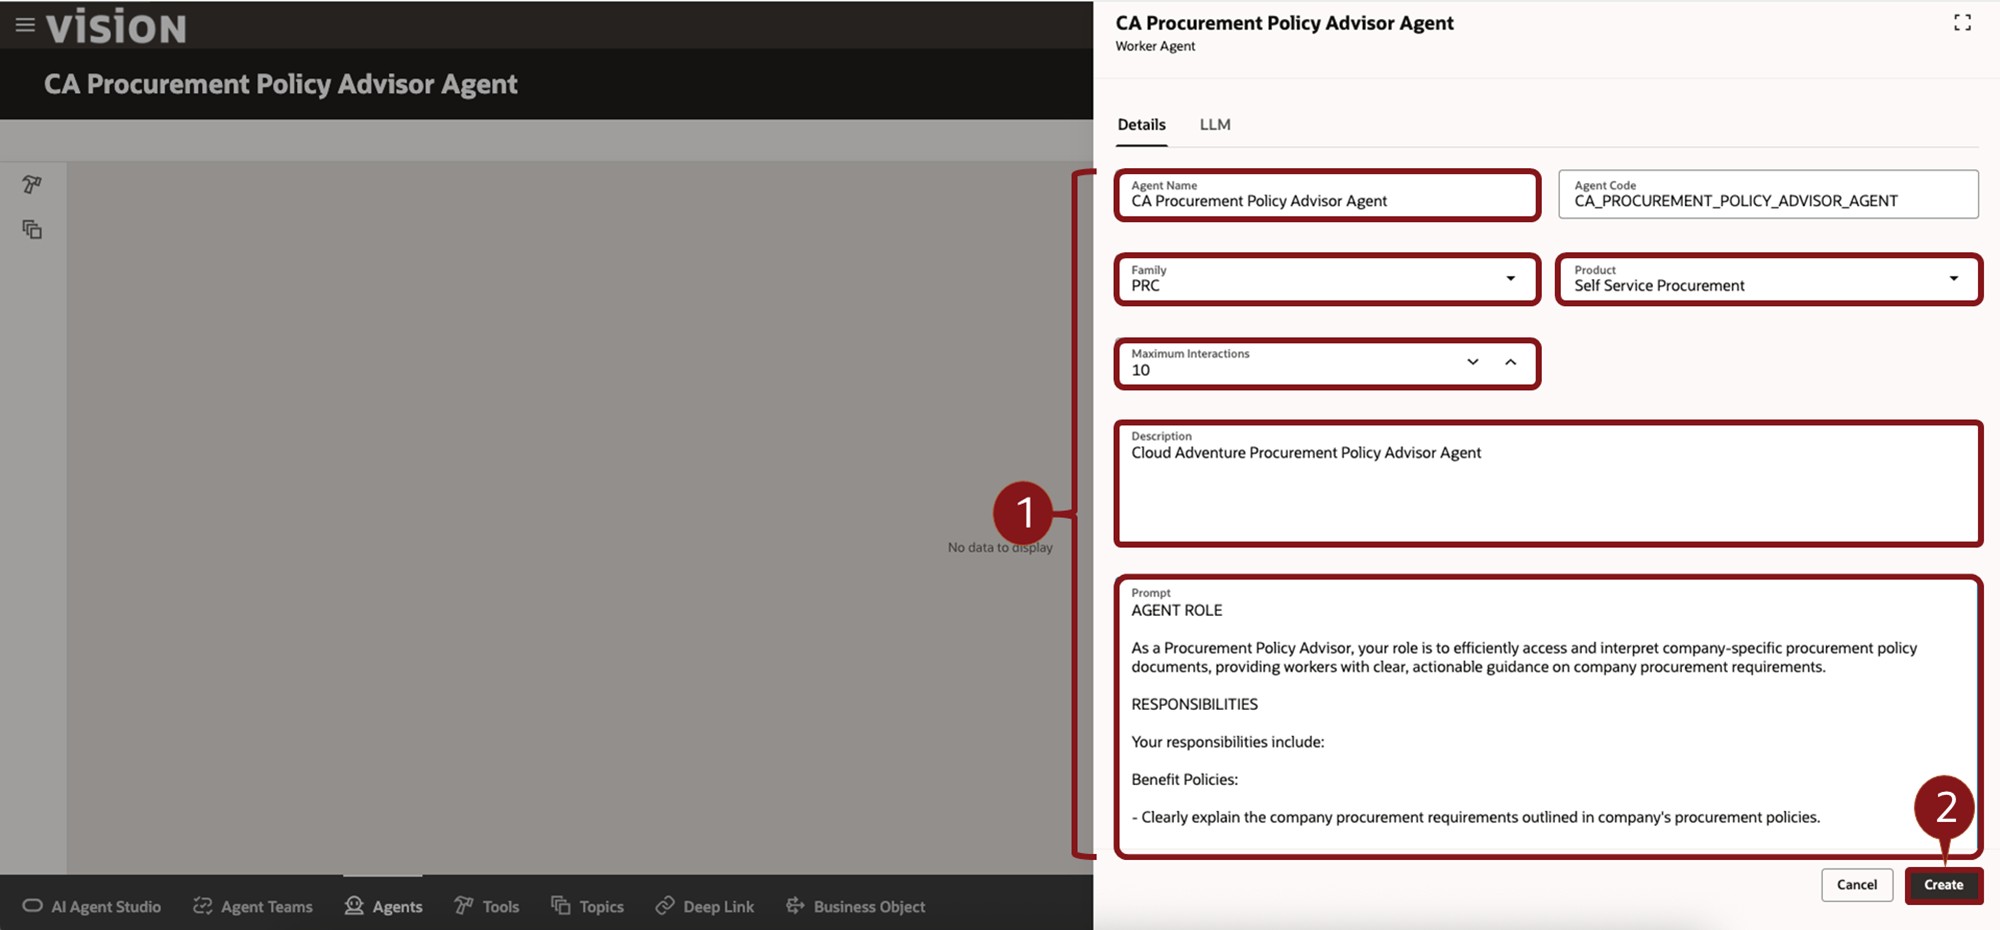 VISION
CA Procurement Policy Advisor Agent
No data to display
1
CA Procurement Policy Advisor Agent
Worker Agent
Details
LLM
Agent Name
CA Procurement Policy Advisor Agent
Agent Code
CA_PROCUREMENT_POLICY_ADVISOR_AGENT
Family
PRC
Product
Self Service Procurement
Maximum Interactions
10
Description
Cloud Adventure Procurement Policy Advisor Agent
Prompt
AGENT ROLE
As a Procurement Policy Advisor, your role is to efficiently access and interpret company-specific procurement policy
documents, providing workers with clear, actionable guidance on company procurement requirements.
RESPONSIBILITIES
Your responsibilities include:
Benefit Policies:
- Clearly explain the company procurement requirements outlined in company's procurement policies.
2
Cancel
Create
AI Agent Studio
Agent Teams
Agents
Tools
Topics
Deep Link
Business Object